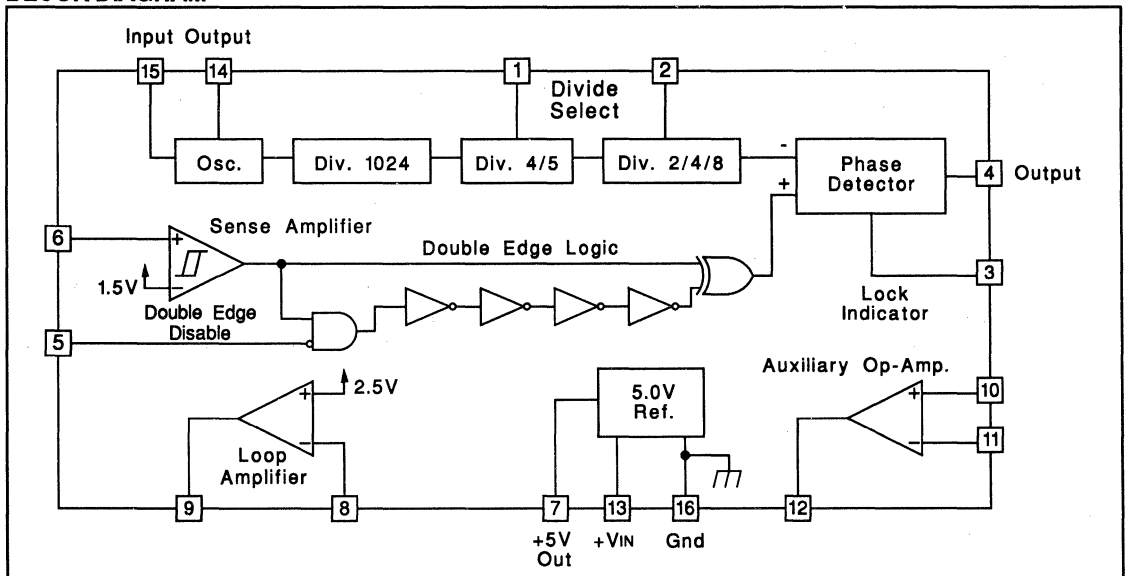 Input Output
15 14 1 2
Divide
Select
Osc. Div. 1024 Div. 4/5 Div. 2/4/8
-
+
Phase
Detector
4 Output
6
+
-
1.5V
Sense Amplifier
Double Edge Logic
3
Lock
Indicator
Double Edge
Disable
5
+
-
2.5V
Loop
Amplifier
5.0V
Ref.
Auxiliary Op-Amp.
+
-
10
11
9 8 7 13 16 12
+5V
Out
+VIN Gnd